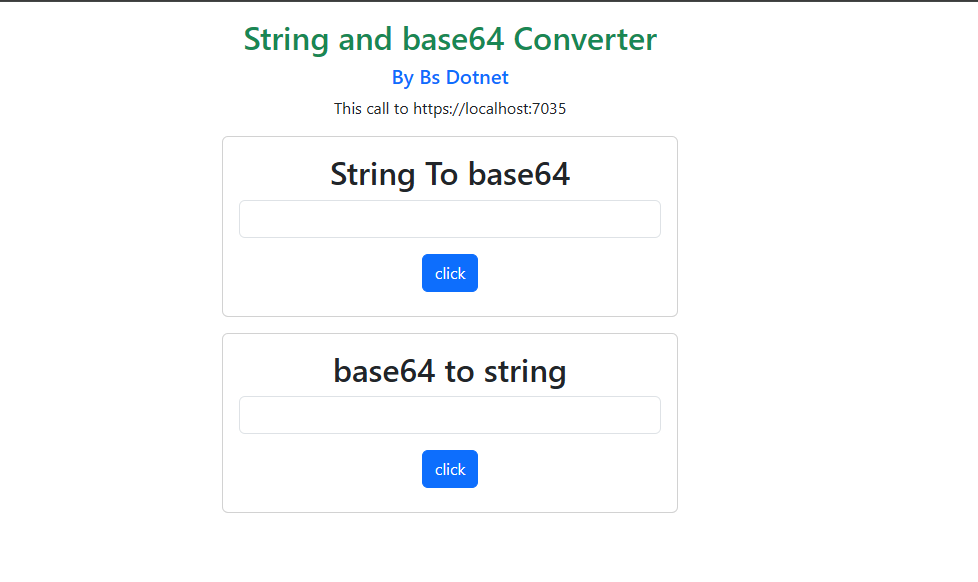 String and base64 Converter
By Bs Dotnet
This call to https://localhost:7035
String To base64
click
base64 to string
click